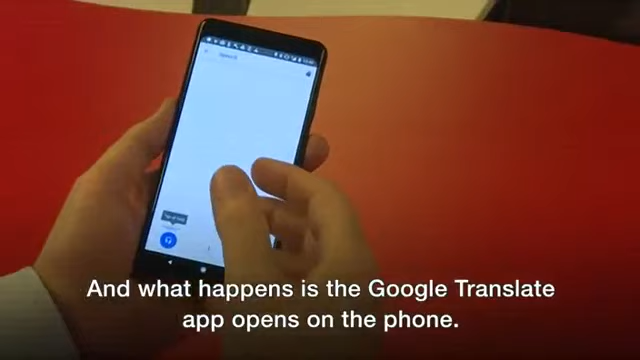 And what happens is the Google Translate
app opens on the phone.